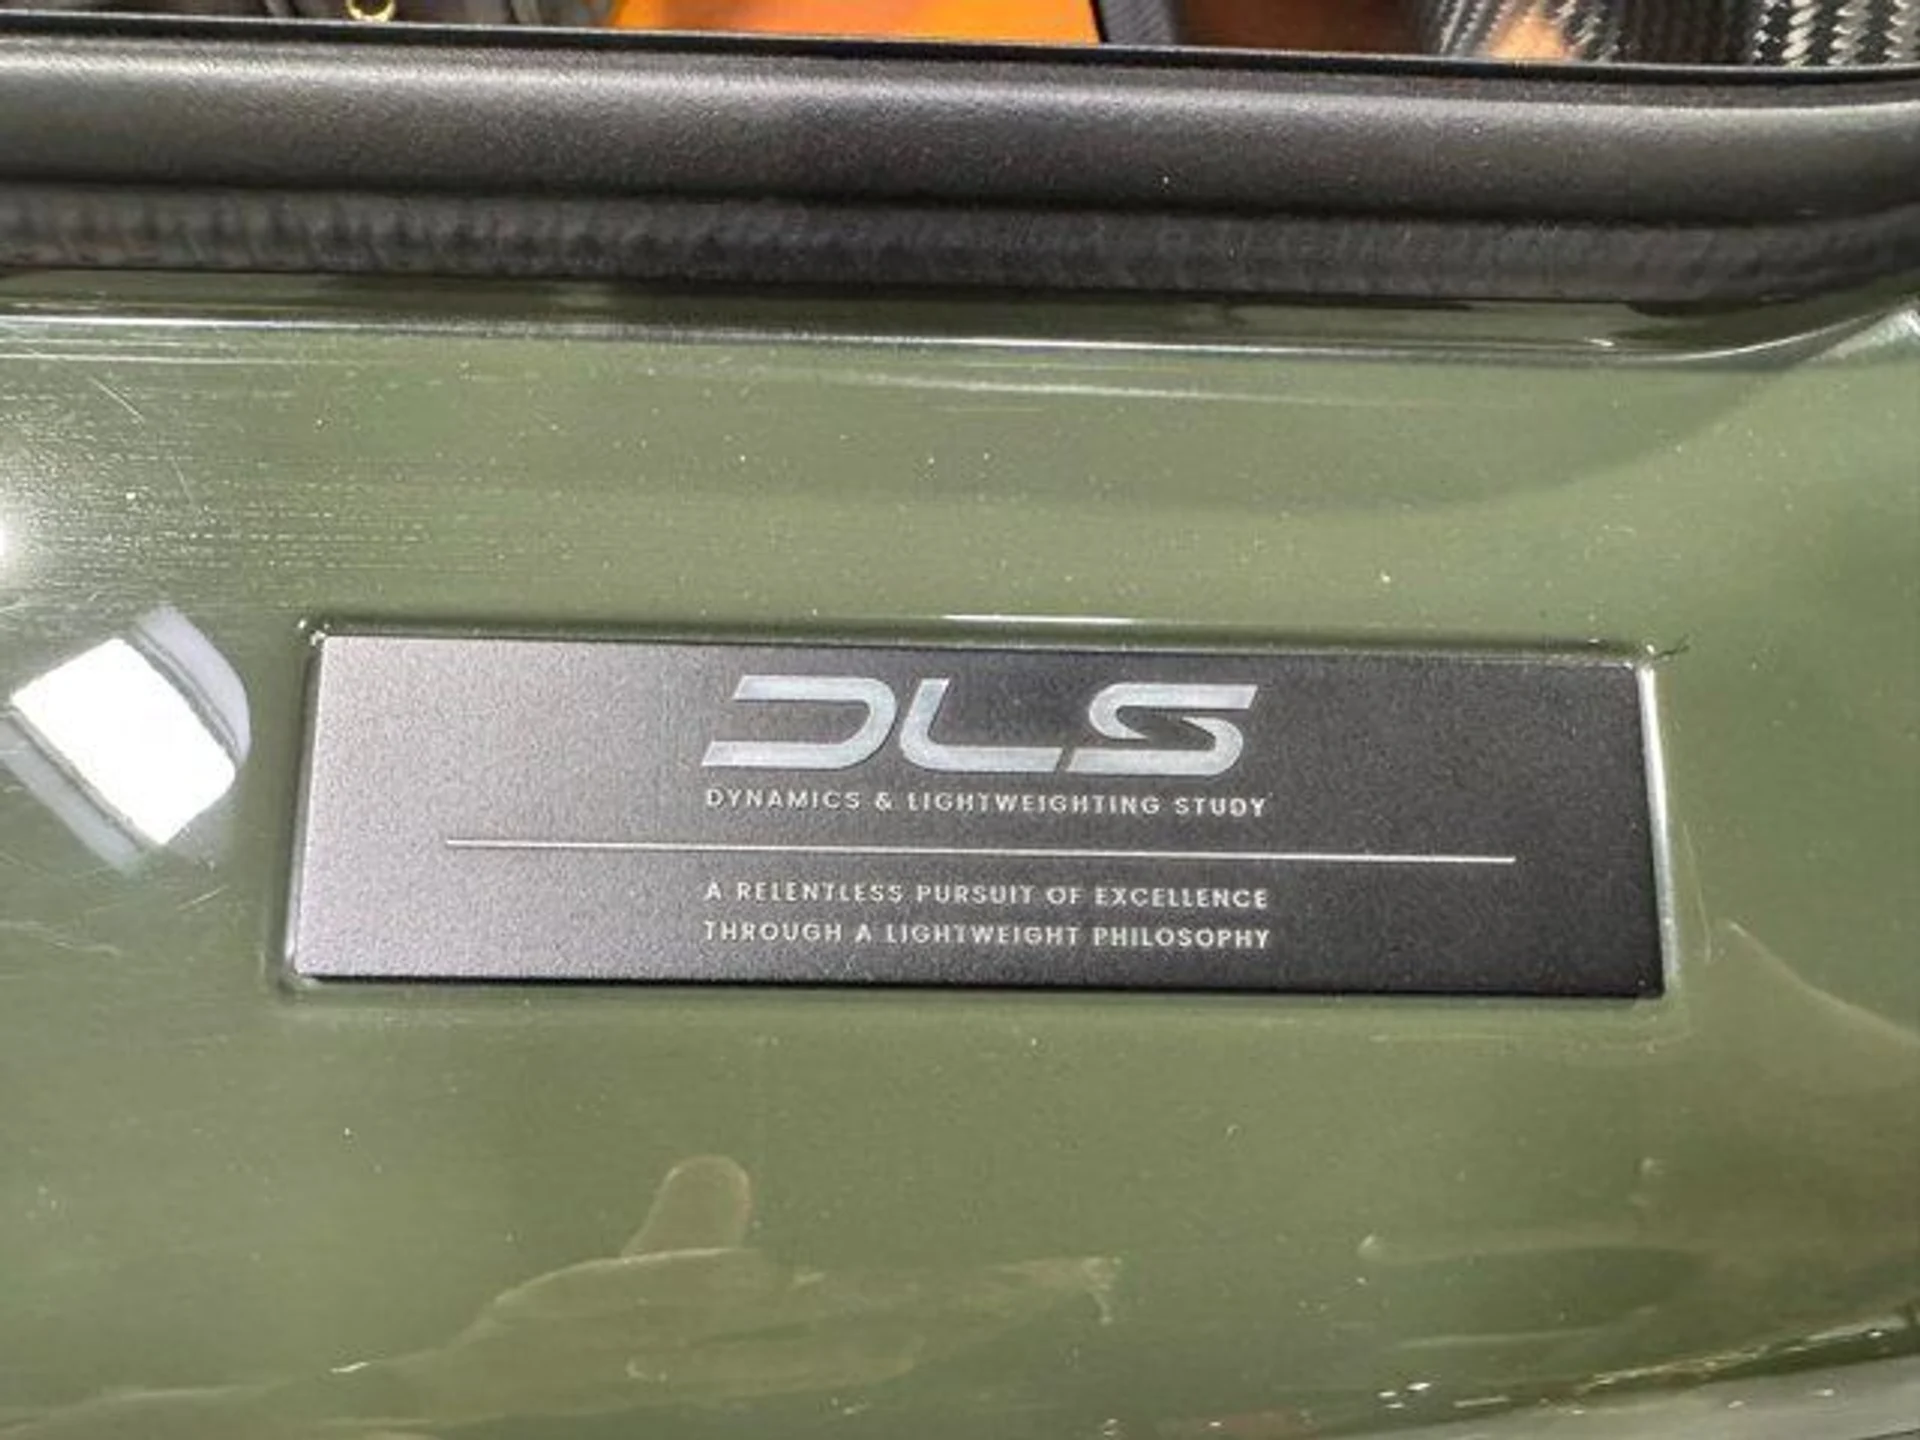 DLS
DYNAMICS & LIGHTWEIGHTING STUDY
A RELENTLESS PURSUIT OF EXCELLENCE
THROUGH A LIGHTWEIGHT PHILOSOPHY